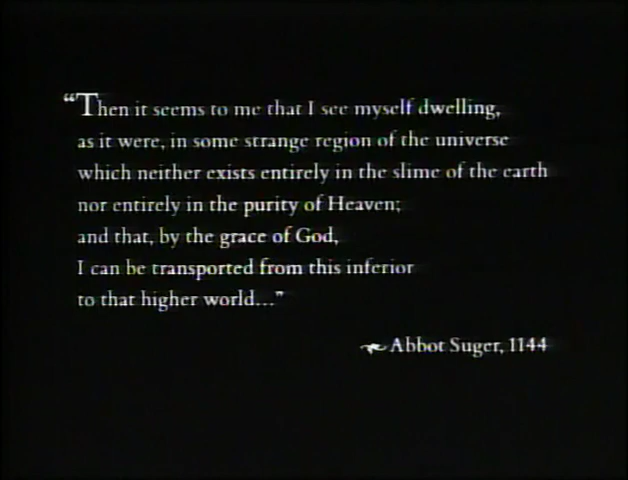 “Then it seems to me that I see myself dwelling,
as it were, in some strange region of the universe
which neither exists entirely in the slime of the earth
nor entirely in the purity of Heaven;
and that, by the grace of God,
I can be transported from this inferior
to that higher world...”
Abbot Suger, 1144